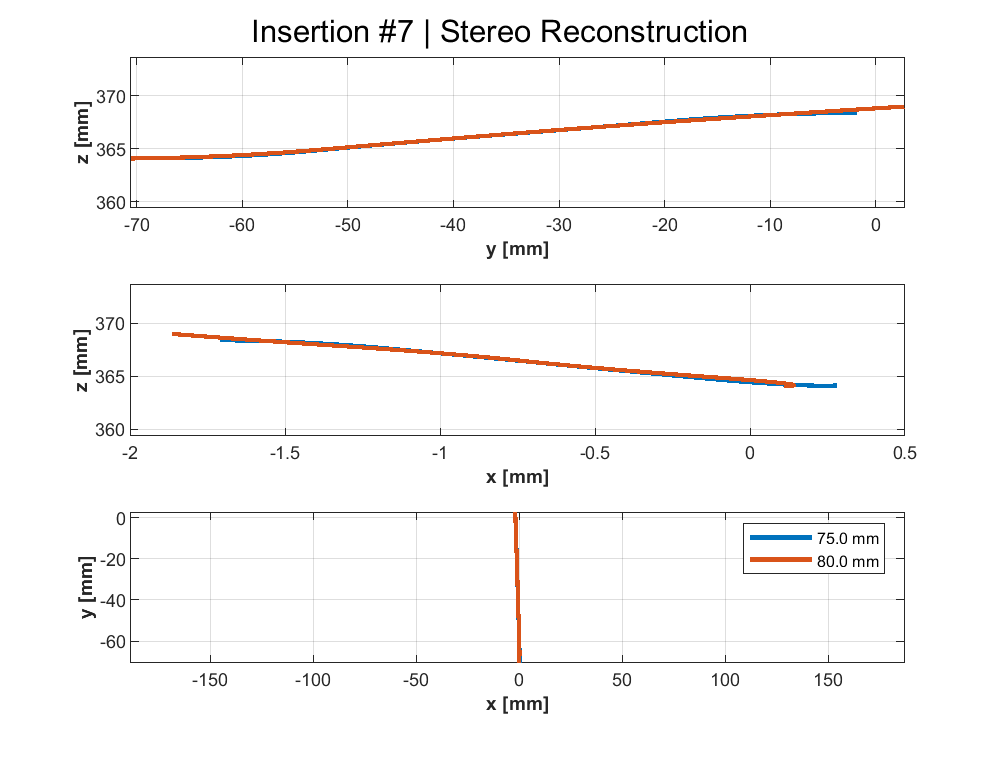 Insertion #7 | Stereo Reconstruction
370
365
360
z [mm]
-70 -60 -50 -40 -30 -20 -10 0
y [mm]
370
365
360
z [mm]
-2 -1.5 -1 -0.5 0 0.5
x [mm]
0
-20
-40
-60
y [mm]
75.0 mm
80.0 mm
-150 -100 -50 0 50 100 150
x [mm]